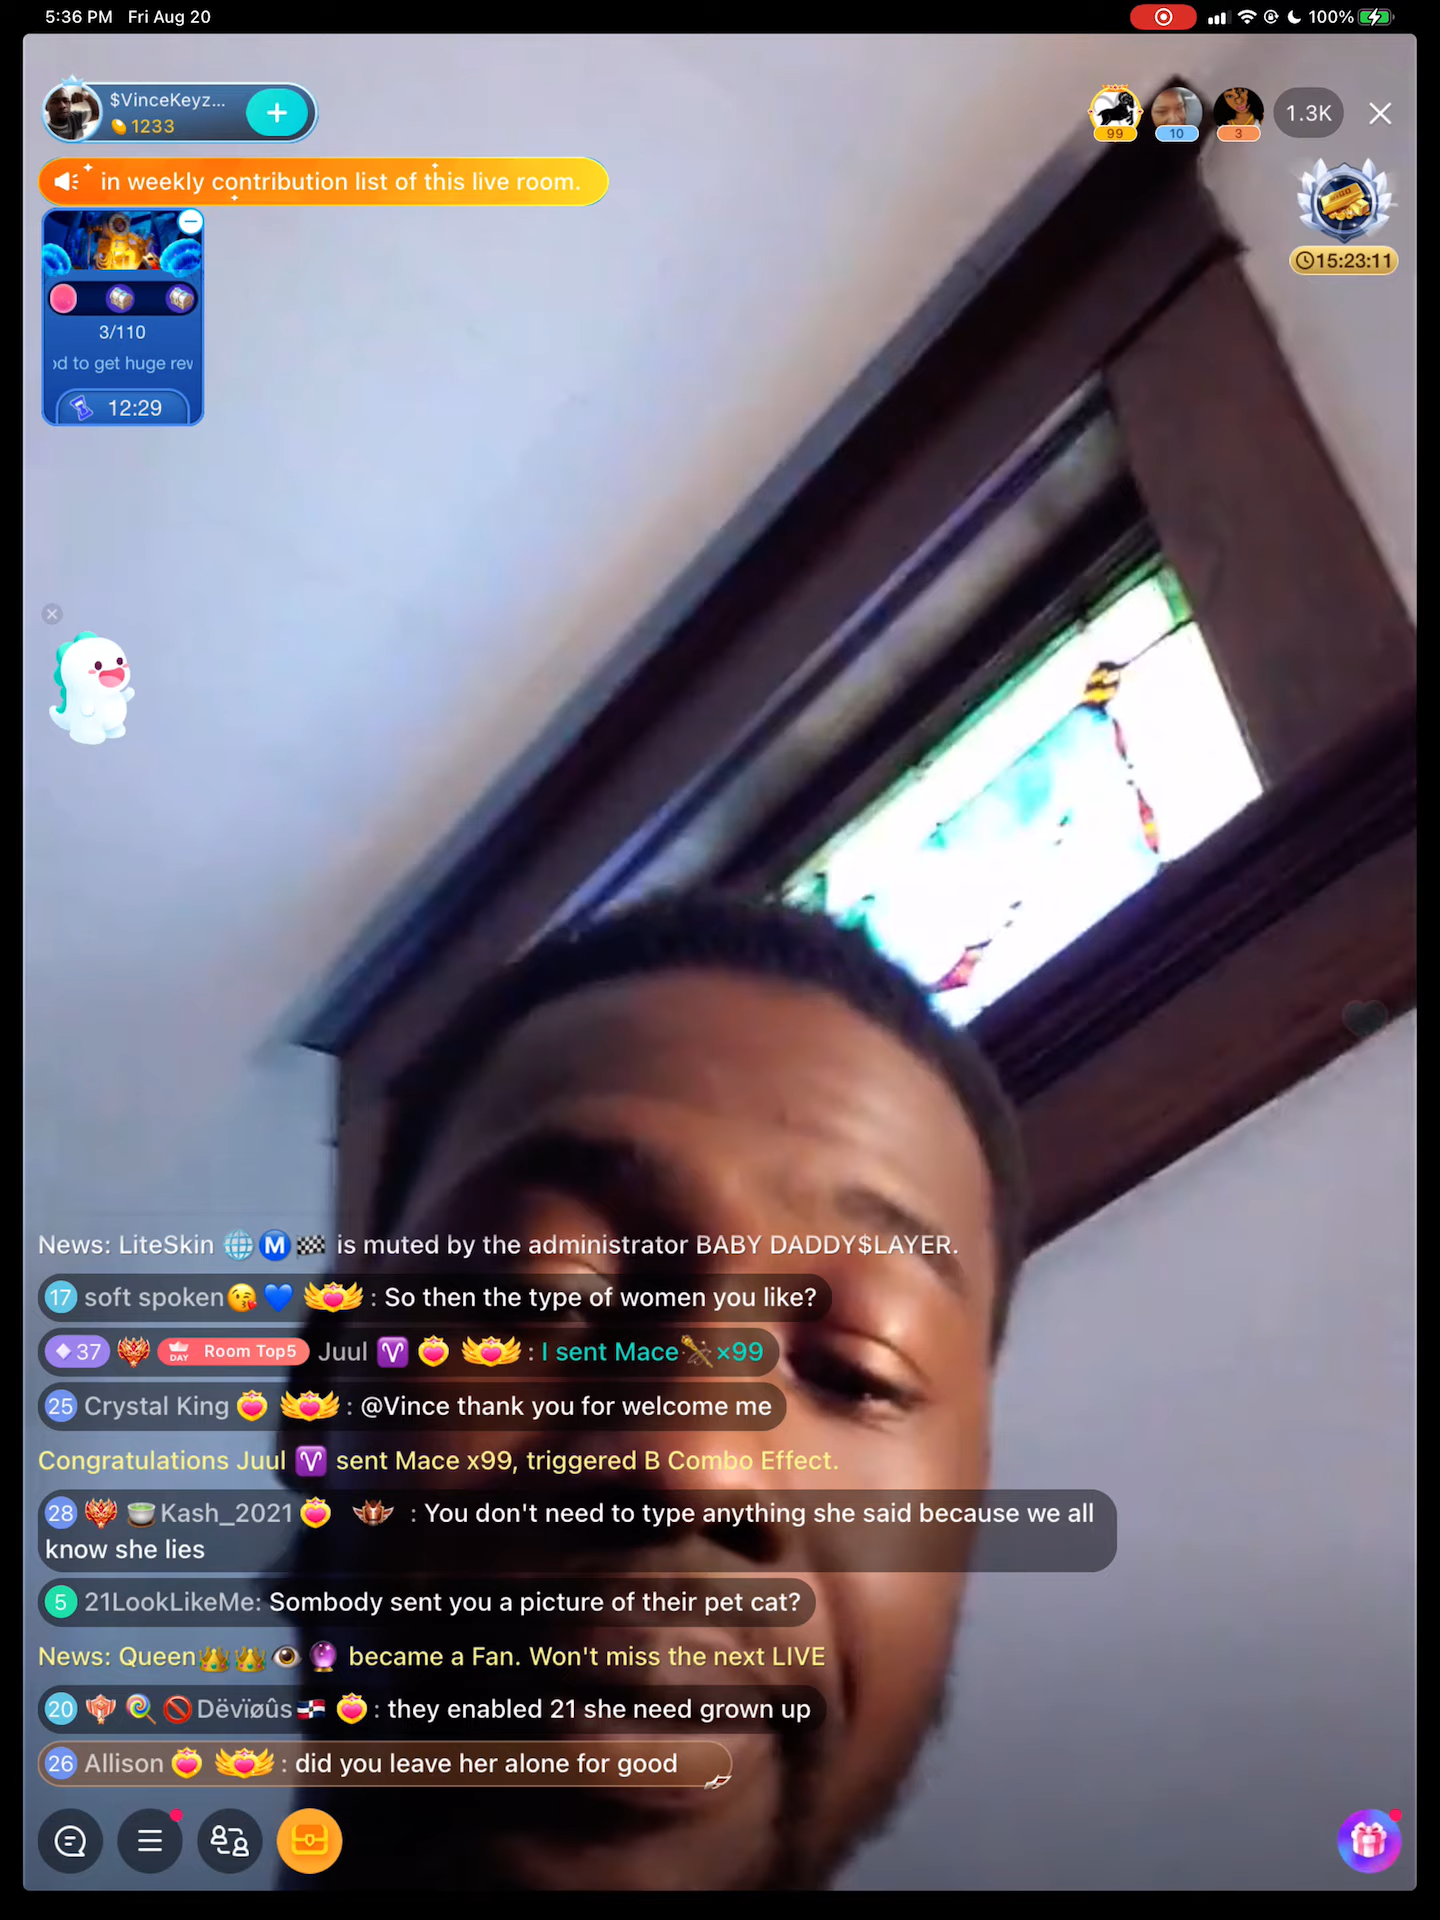 5:36 PM Fri Aug 20
100%
$VinceKeyz...
1233
99
10
3
1.3K
in weekly contribution list of this live room.
15:23:11
3/110
to get huge
12:29
News: LiteSkin 🌐Ⓜ️🏁 is muted by the administrator BABY DADDY$LAYER.
17 soft spoken😘💙 : So then the type of women you like?
37 DAY Room Top5 Juul ♈ : I sent Mace ×99
25 Crystal King : @Vince thank you for welcome me
Congratulations Juul ♈ sent Mace x99, triggered B Combo Effect.
28 🍵Kash_2021 : You don't need to type anything she said because we all
know she lies
5 21LookLikeMe: Sombody sent you a picture of their pet cat?
News: Queen👑👑👁️🔮 became a Fan. Won't miss the next LIVE
20 🍭🚫Dëvïøûs🇩🇴 : they enabled 21 she need grown up
26 Allison : did you leave her alone for good